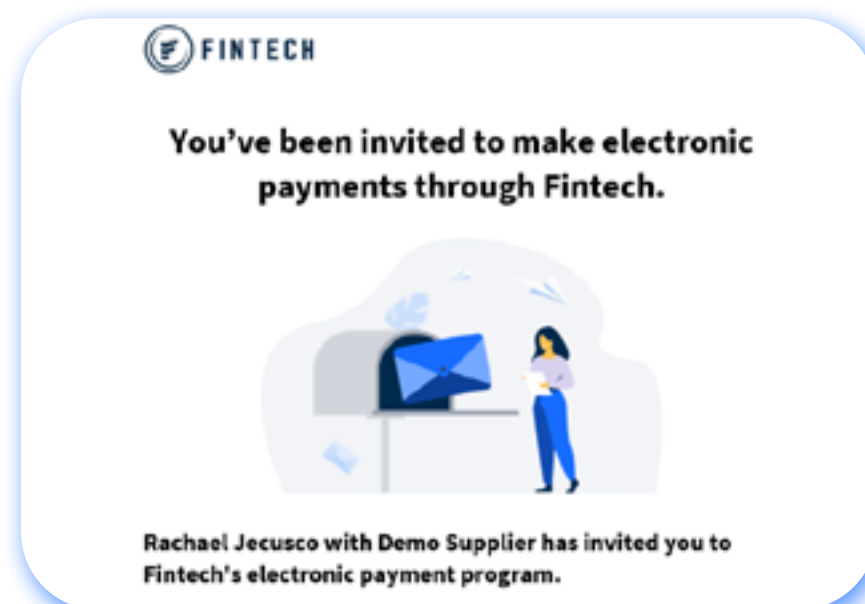 FINTECH
You've been invited to make electronic
payments through Fintech.
Rachael Jecusco with Demo Supplier has invited you to
Fintech's electronic payment program.